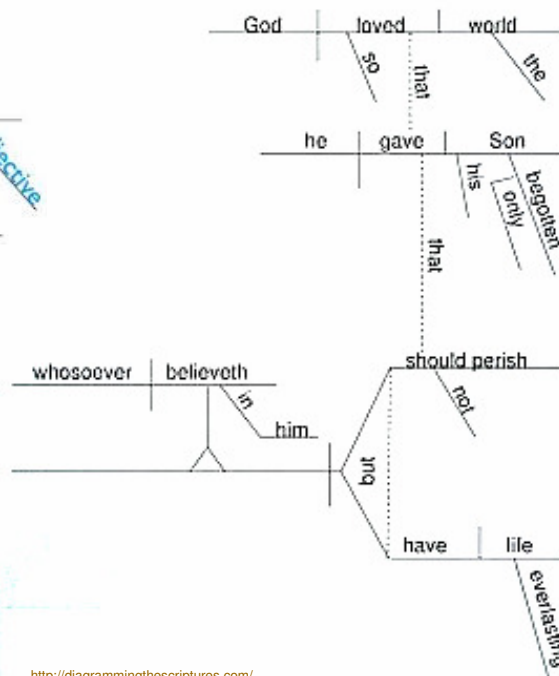 God loved world
so that the
jective
he gave Son
his only begotten
that
should perish
not
whosoever believeth
in
him
but
have life
everlasting
http://diagrammingthescriptures.com/